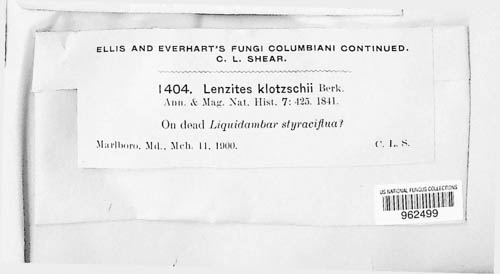 ELLIS AND EVERHART'S FUNGI COLUMBIANI CONTINUED.
C. L. SHEAR.
1404. Lenzites klotzschii Berk.
Ann. & Mag. Nat. Hist. 7: 425. 1841.
On dead Liquidambar styraciflua?
Marlboro, Md., Mch. 11, 1900. C. L. S.
US NATIONAL FUNGUS COLLECTIONS
962499